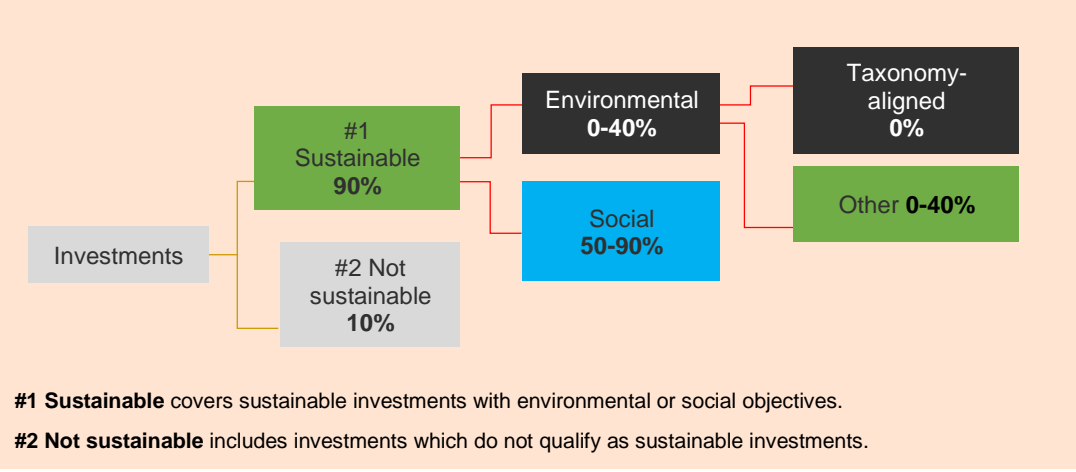 Investments
#1
Sustainable
90%
#2 Not
sustainable
10%
Environmental
0-40%
Social
50-90%
Taxonomy-
aligned
0%
Other 0-40%
#1 Sustainable covers sustainable investments with environmental or social objectives.
#2 Not sustainable includes investments which do not qualify as sustainable investments.